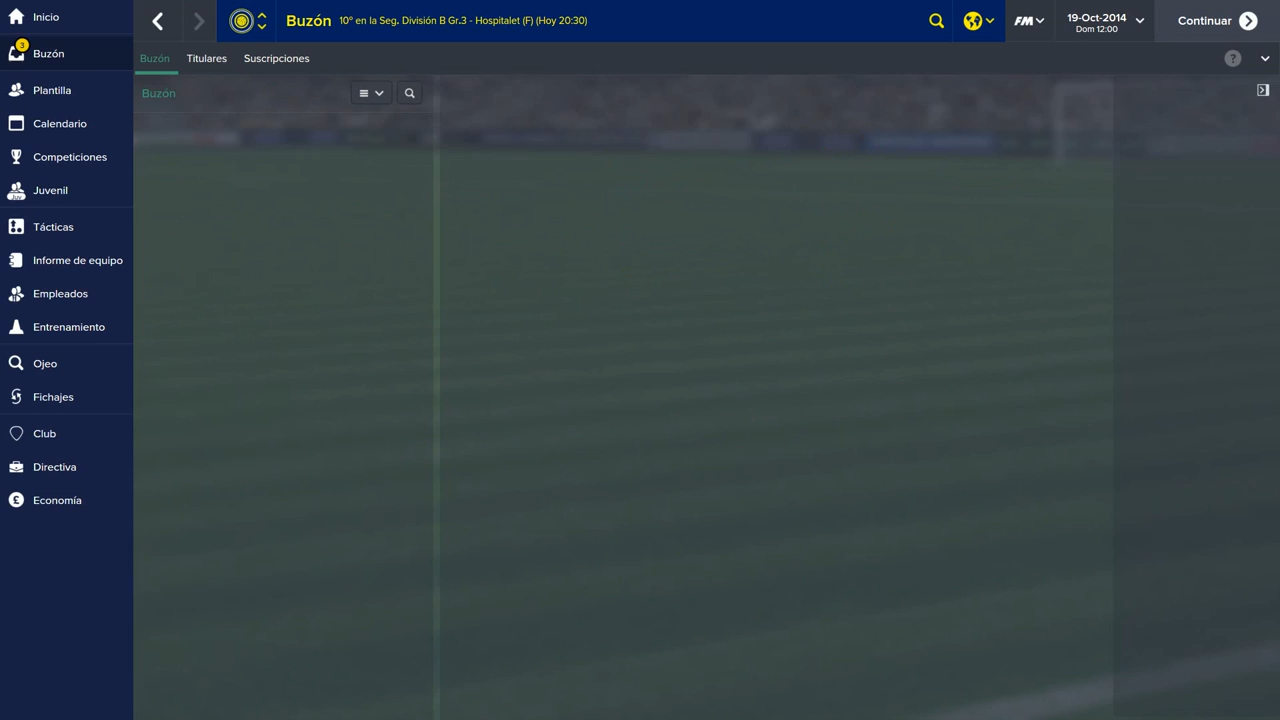 Inicio
3
Buzón
Plantilla
Calendario
Competiciones
Juv
Juvenil
Tácticas
Informe de equipo
Empleados
Entrenamiento
Ojeo
Fichajes
Club
Directiva
£
Economía
Buzón
10º en la Seg. División B Gr.3 - Hospitalet (F) (Hoy 20:30)
FM
19-Oct-2014
Dom 12:00
Continuar
Buzón
Titulares
Suscripciones
?
Buzón